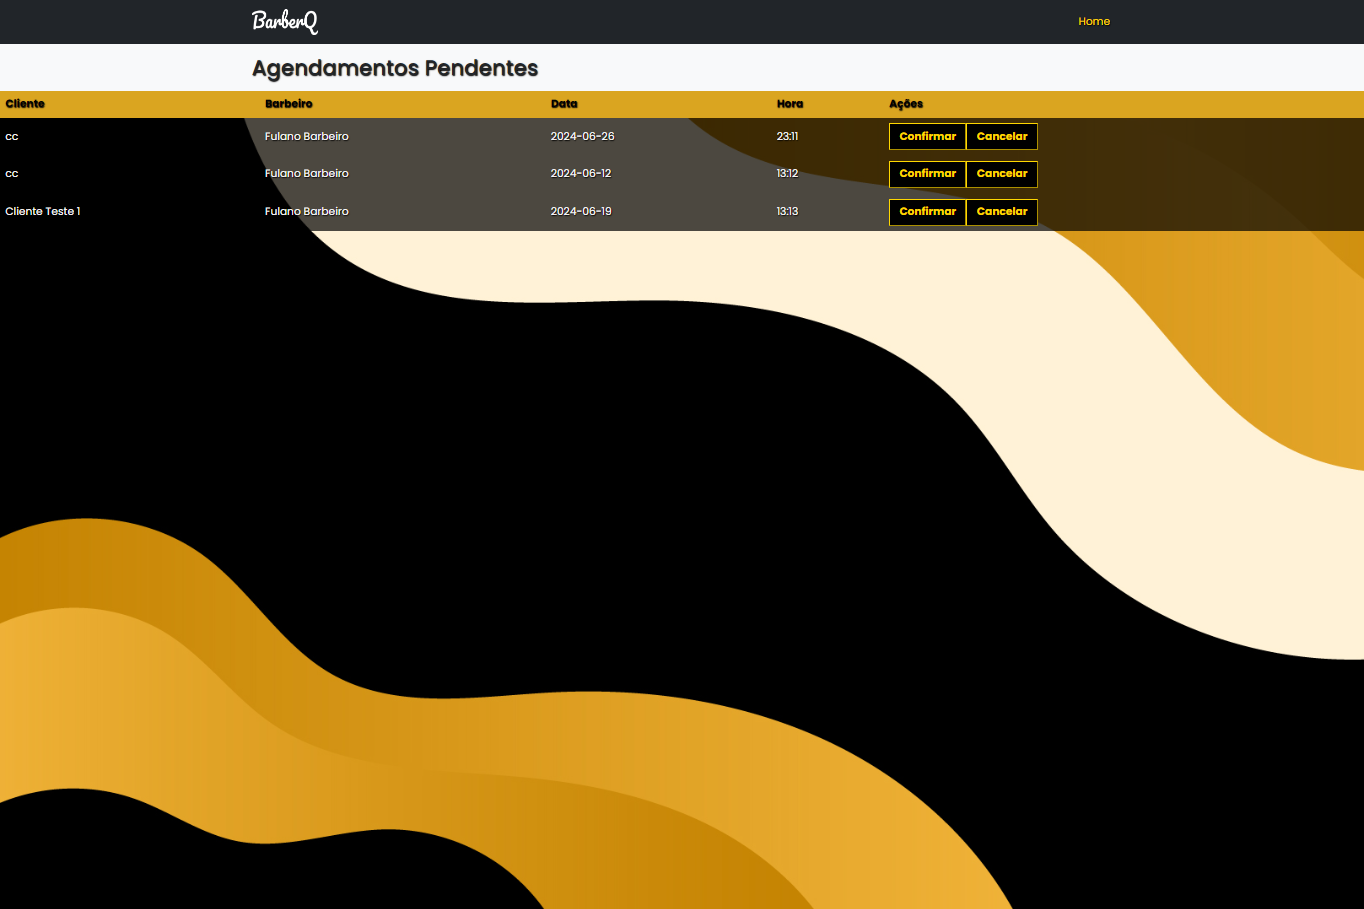 BarberQ Home
Agendamentos Pendentes
Cliente Barbeiro Data Hora Ações
cc Fulano Barbeiro 2024-06-26 23:11 Confirmar Cancelar
cc Fulano Barbeiro 2024-06-12 13:12 Confirmar Cancelar
Cliente Teste 1 Fulano Barbeiro 2024-06-19 13:13 Confirmar Cancelar